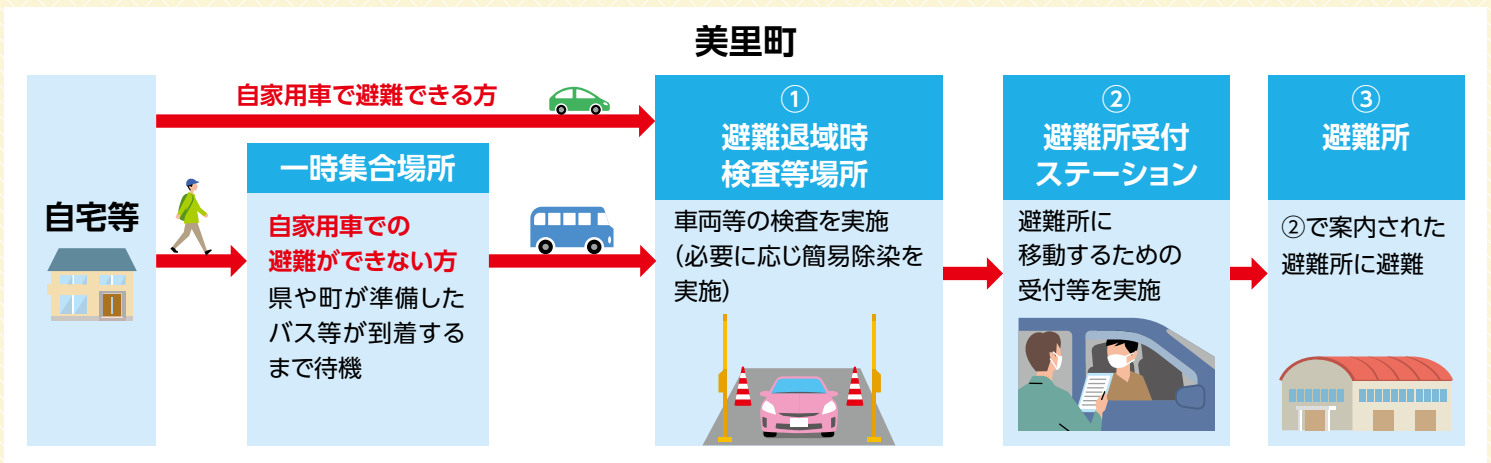 美里町
自宅等
自家用車で避難できる方
一時集合場所
自家用車での
避難ができない方
県や町が準備した
バス等が到着する
まで待機
①
避難退域時
検査等場所
車両等の検査を実施
(必要に応じ簡易除染を
実施)
②
避難所受付
ステーション
避難所に
移動するための
受付等を実施
③
避難所
②で案内された
避難所に避難